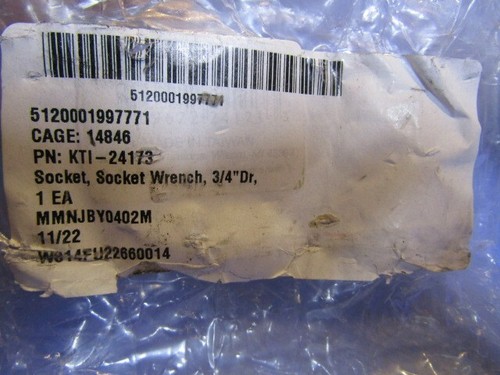 5120001997771
5120001997771
CAGE: 14846
PN: KTI-24173
Socket, Socket Wrench, 3/4"Dr,
1 EA
MMNJBY0402M
11/22
W814FU22660014